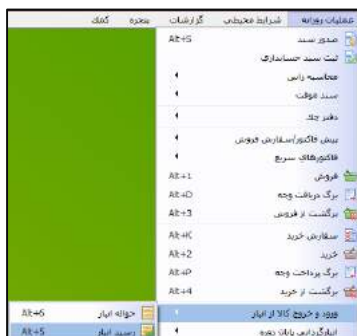 عملیات روزانه شرایط محیطی گزارشات پنجره کمک
صدور سند Alt+S
ثبت سند حسابداری
محاسبه راس
سند موقت
دفتر چک
پیش فاکتور/سفارش فروش
فاکتورهای سریع
فروش Alt+1
برگ دریافت وجه Alt+D
برگشت از فروش Alt+3
سفارش خرید Alt+K
خرید Alt+2
برگ پرداخت وجه Alt+P
برگشت از خرید Alt+4
ورود و خروج کالا از انبار
حواله انبار Alt+6
رسید انبار Alt+5
انبارگردانی پایان دوره